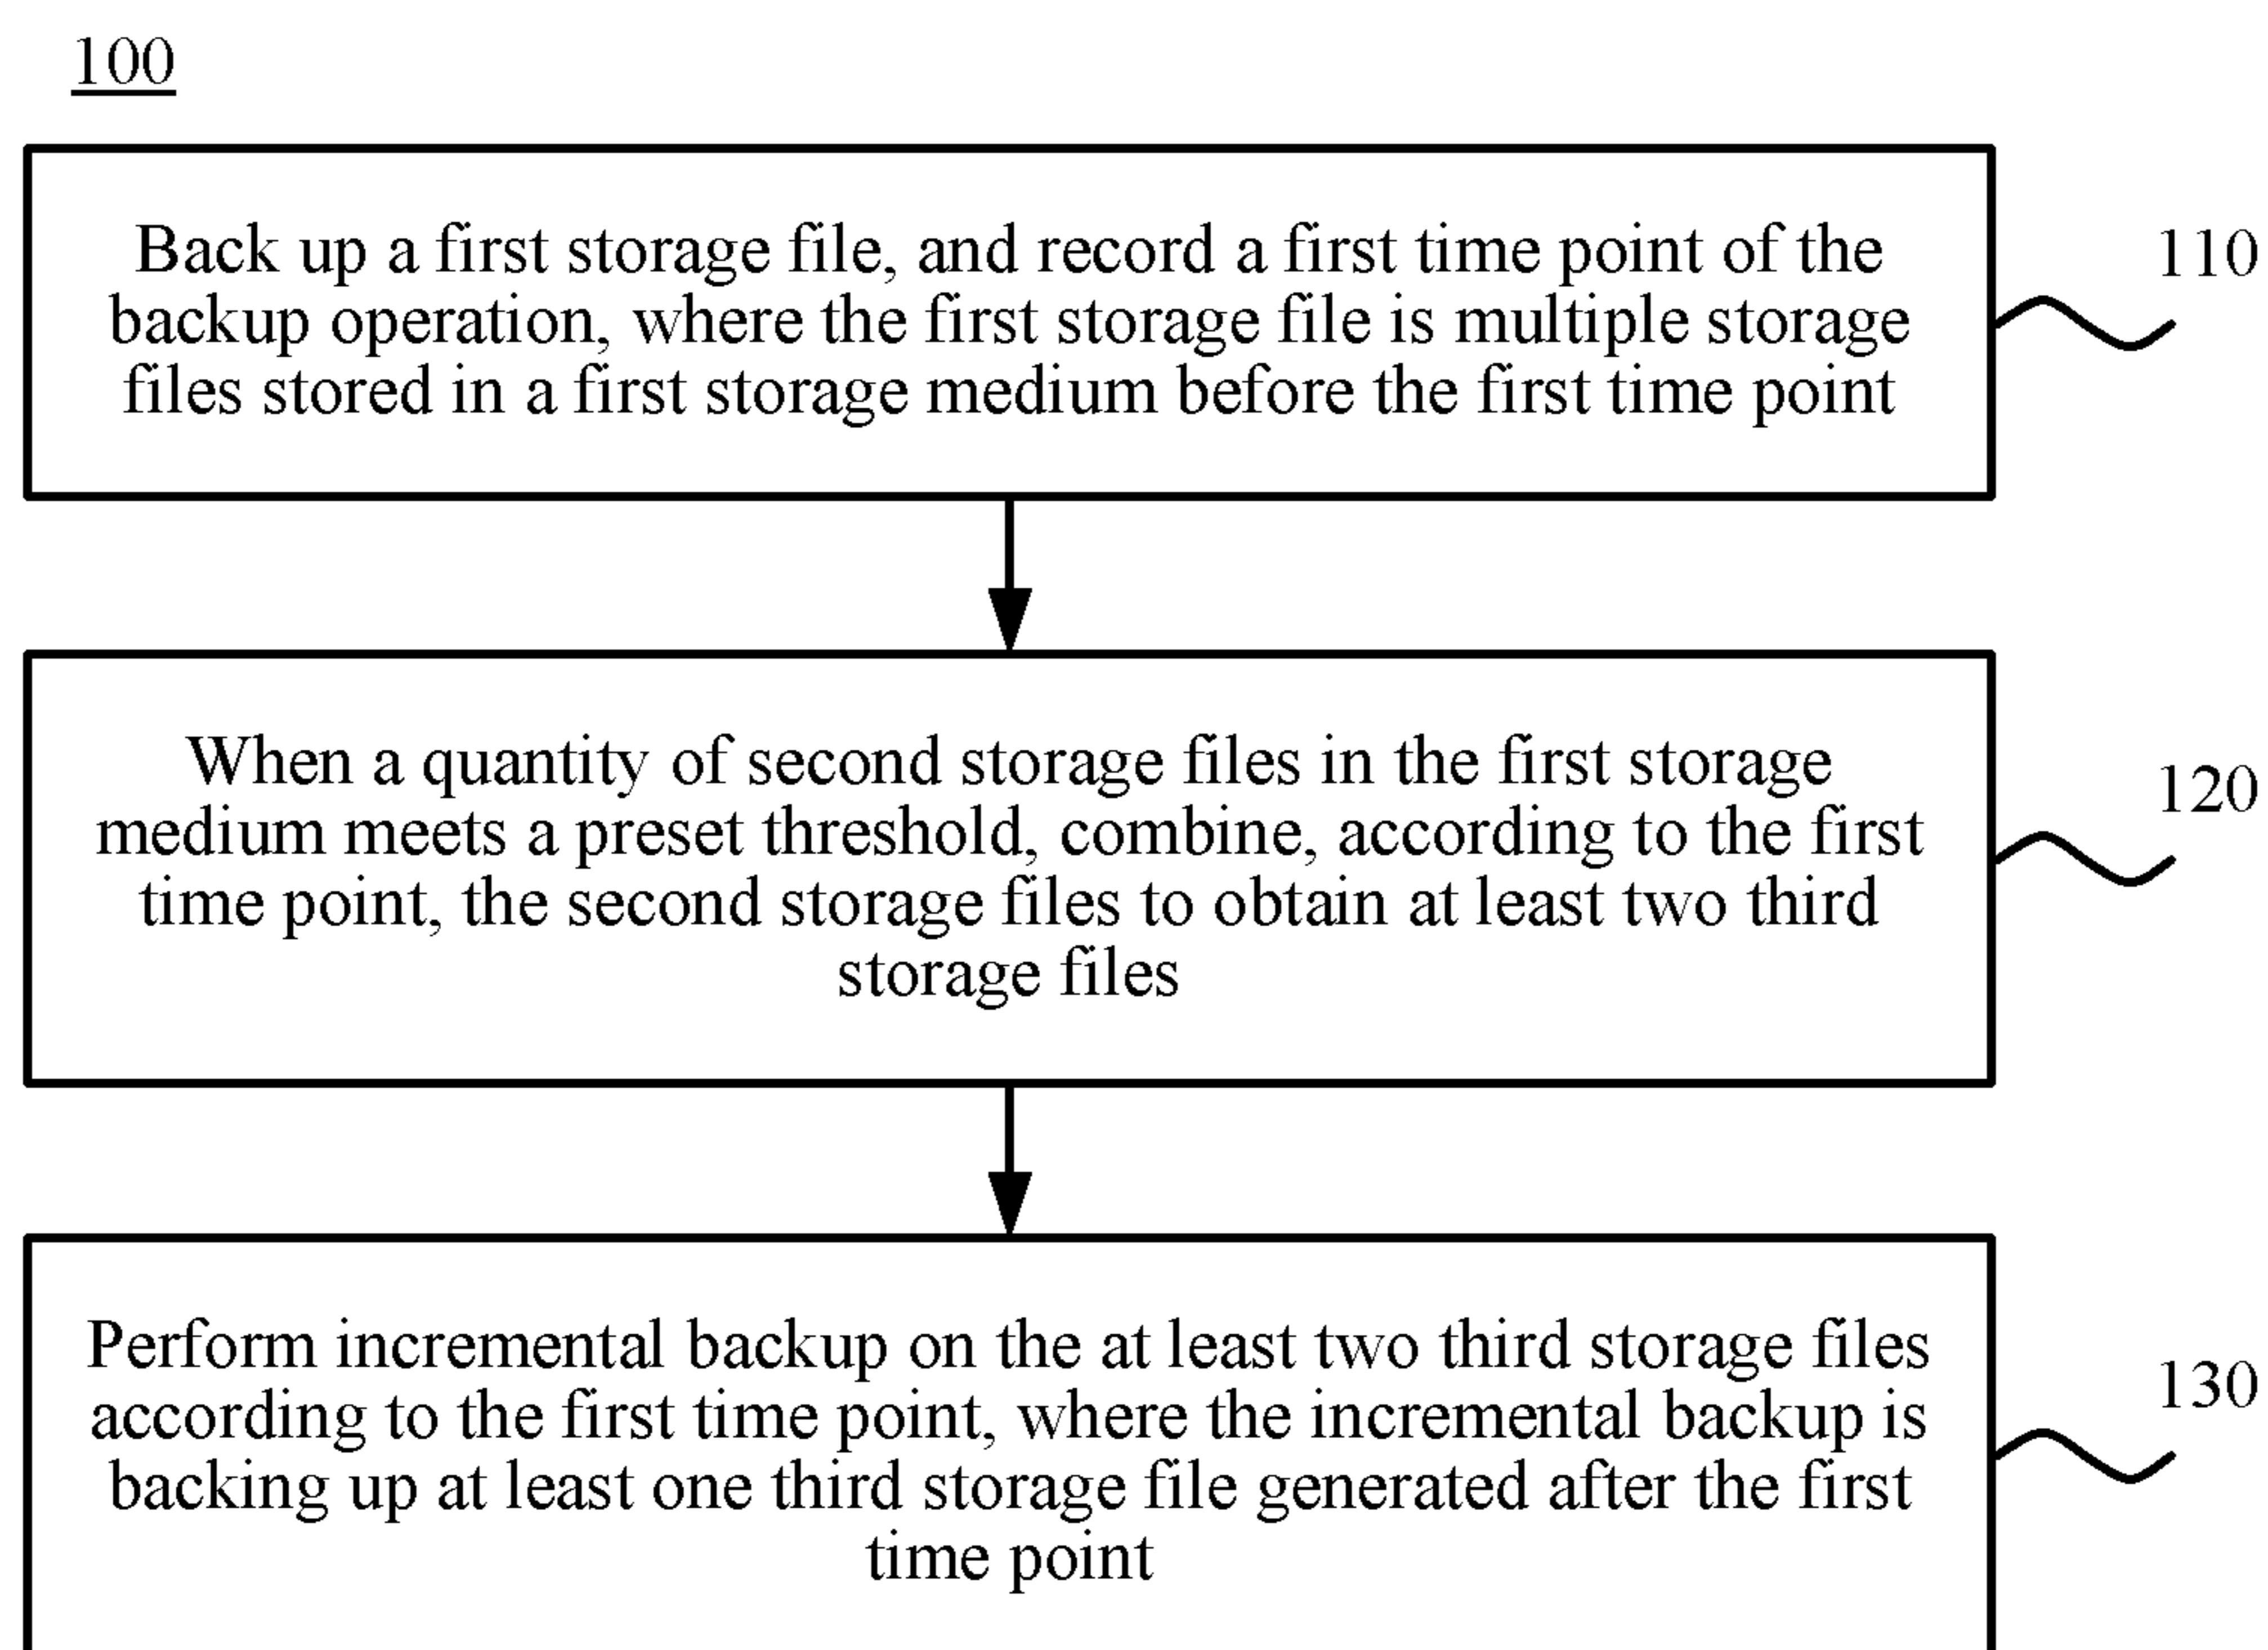 100
Back up a first storage file, and record a first time point of the
backup operation, where the first storage file is multiple storage
files stored in a first storage medium before the first time point
110
When a quantity of second storage files in the first storage
medium meets a preset threshold, combine, according to the first
time point, the second storage files to obtain at least two third
storage files
120
Perform incremental backup on the at least two third storage files
according to the first time point, where the incremental backup is
backing up at least one third storage file generated after the first
time point
130